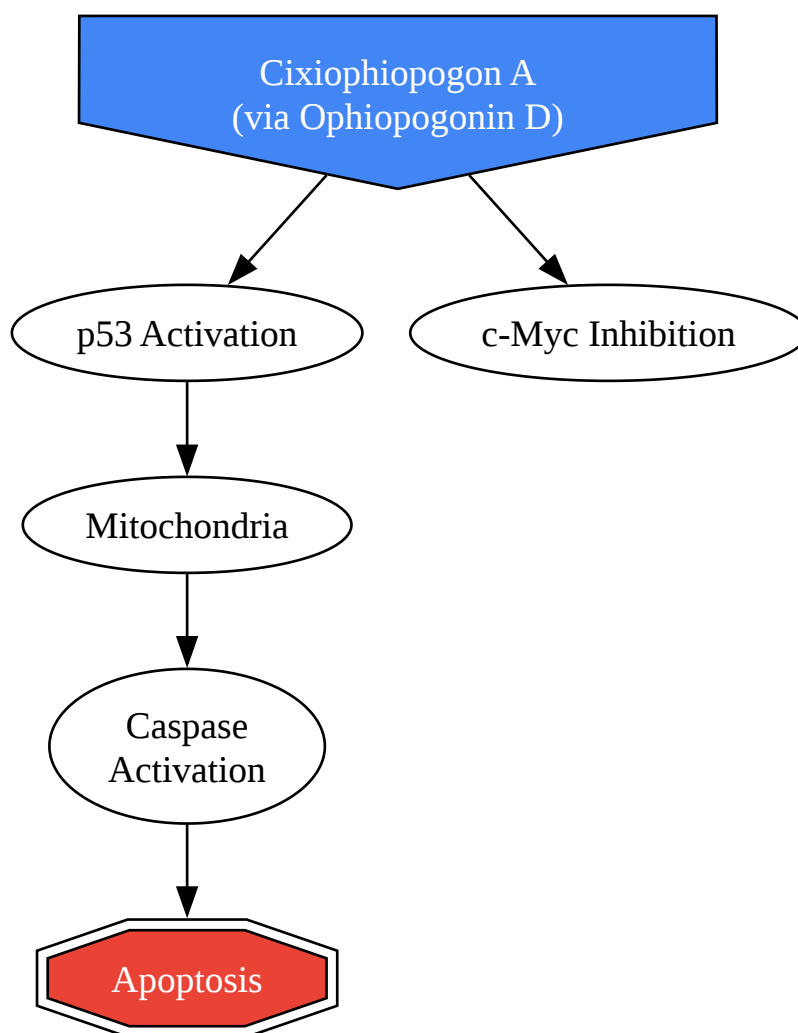 Cixiophiopogon A
(via Ophiopogonin D)
p53 Activation
c-Myc Inhibition
Mitochondria
Caspase
Activation
Apoptosis